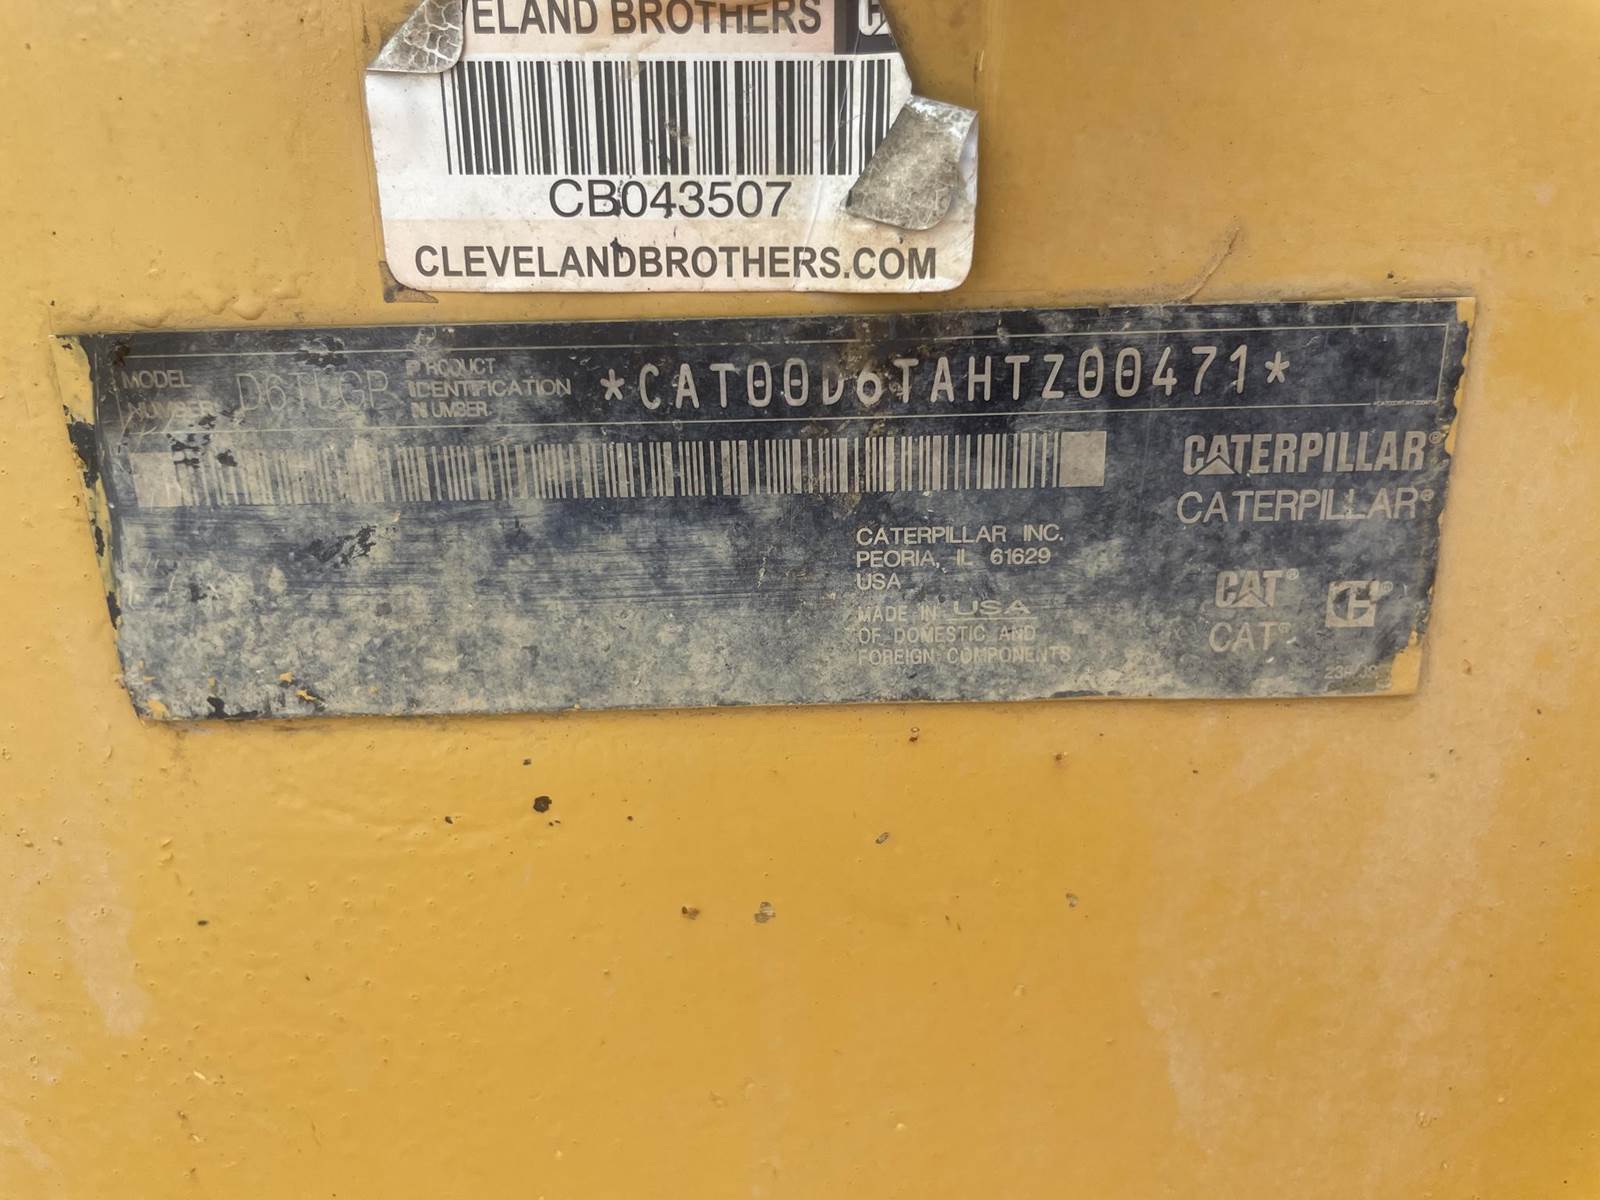 ELAND BROTHERS
CB043507
CLEVELANDBROTHERS.COM
MODEL
NUMBER
D6TLGP
PRODUCT
IDENTIFICATION
NUMBER
*CAT00D6TAHTZ00471*
CATERPILLAR®
CATERPILLAR®
CATERPILLAR INC.
PEORIA, IL 61629
USA
MADE IN USA
OF DOMESTIC AND
FOREIGN COMPONENTS
CAT®
CAT®